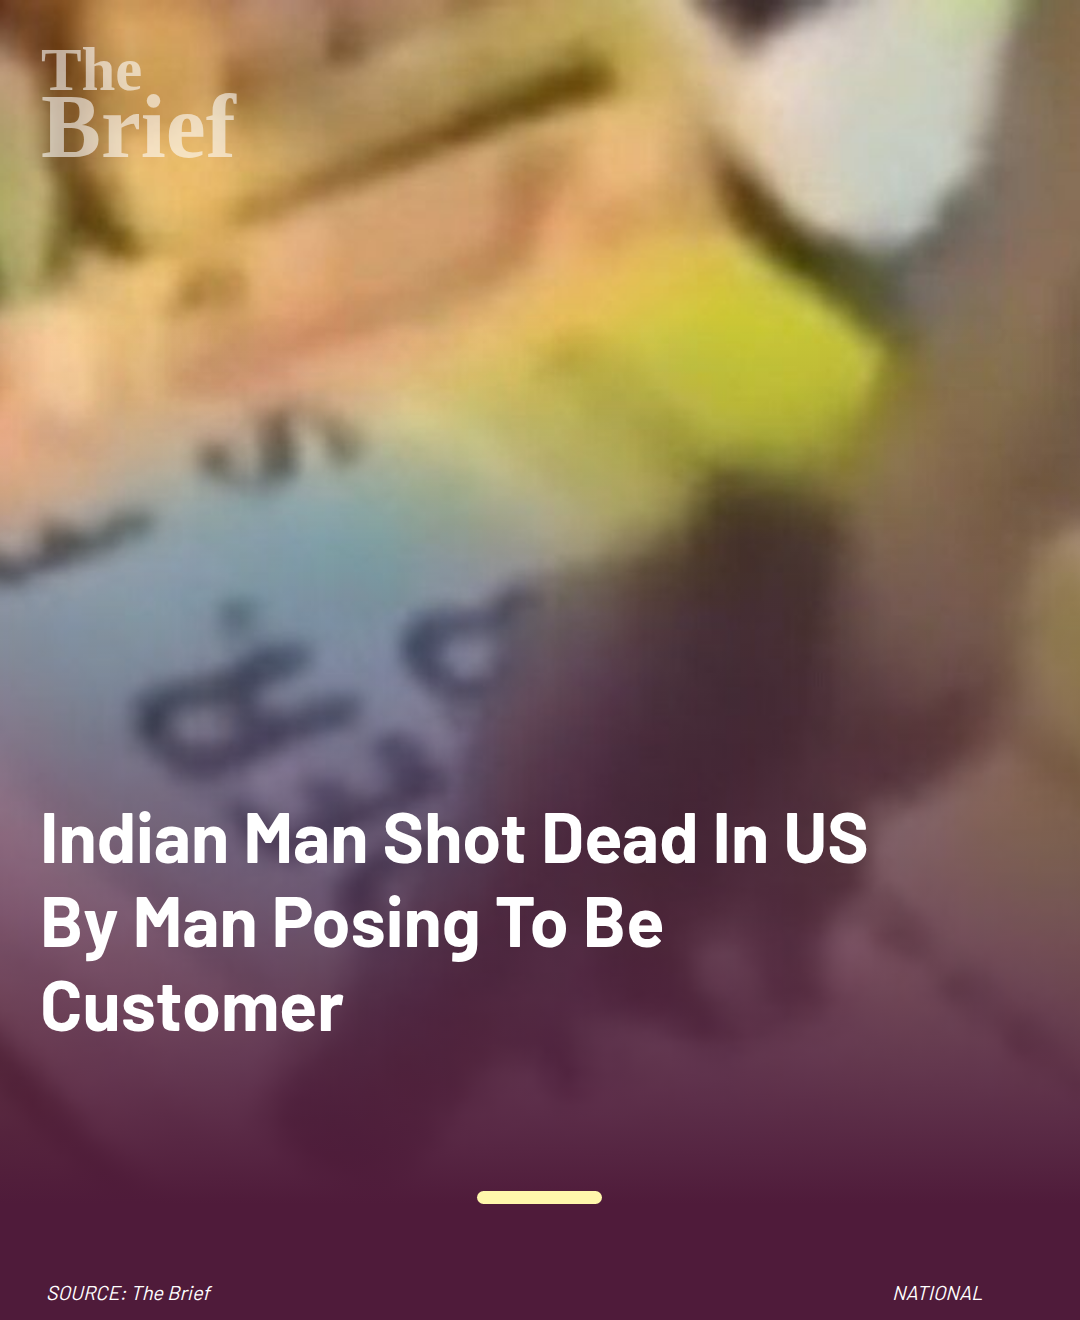 The
Brief
Indian Man Shot Dead In US
By Man Posing To Be
Customer
SOURCE: The Brief
NATIONAL